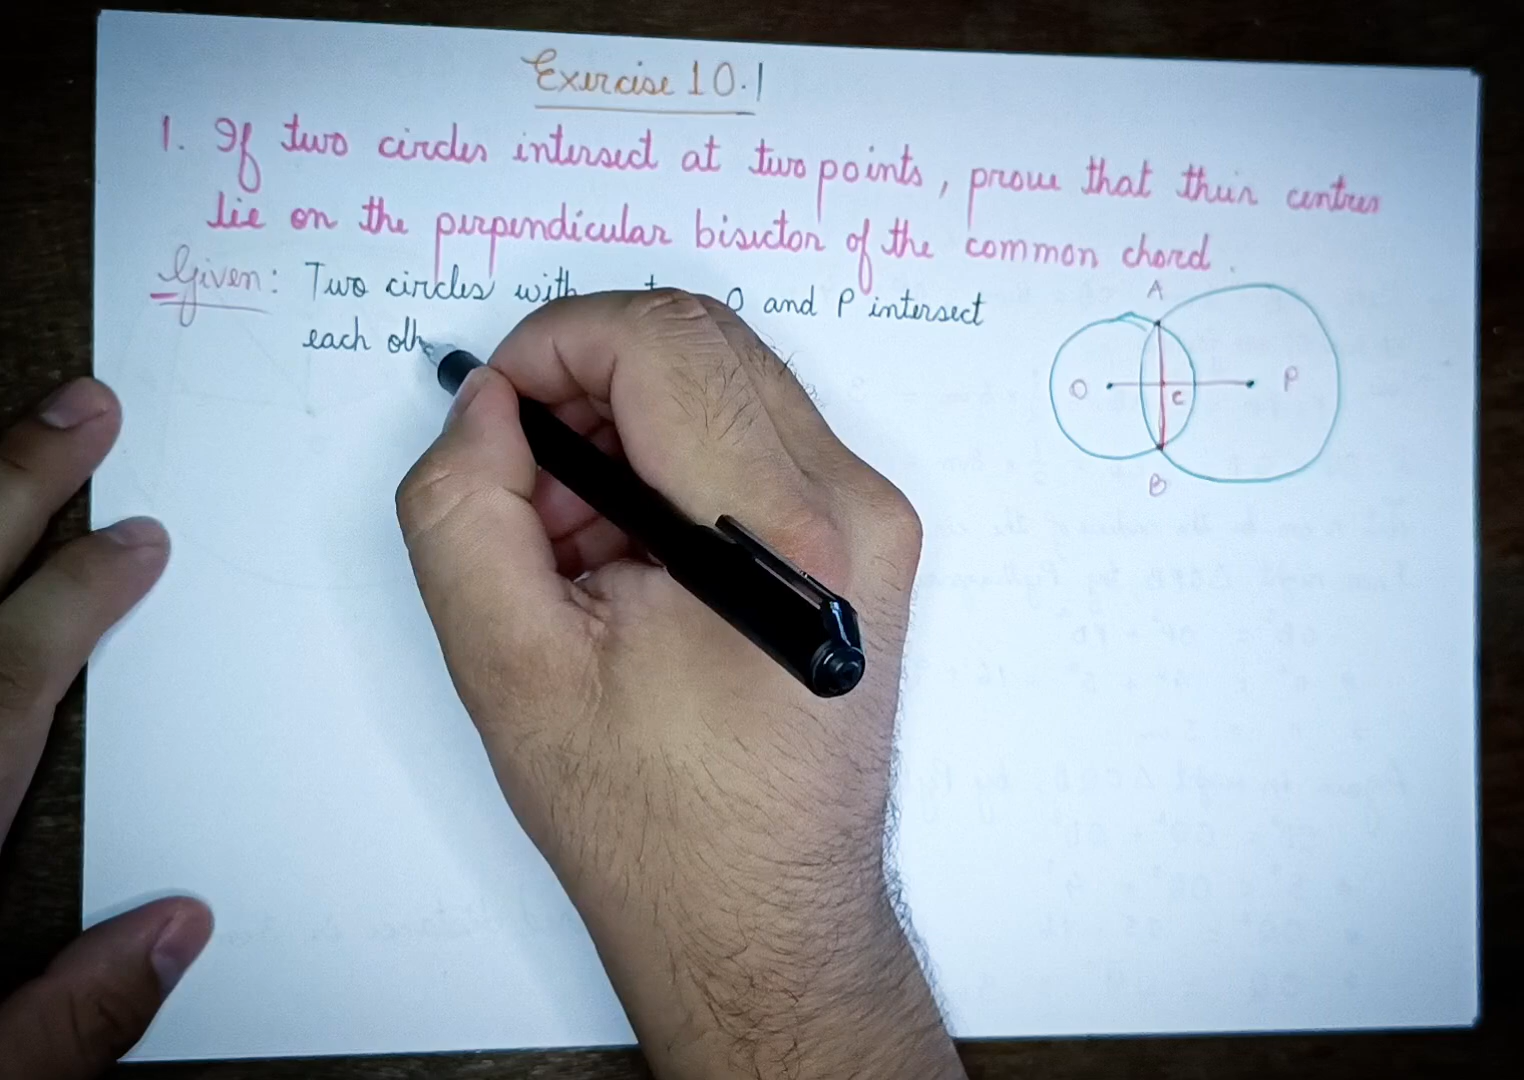 Exercise 10.1
1. If two circles intersect at two points, prove that their centres
lie on the perpendicular bisector of the common chord.
Given: Two circles with O and P intersect
each oth
A
O
C
P
B